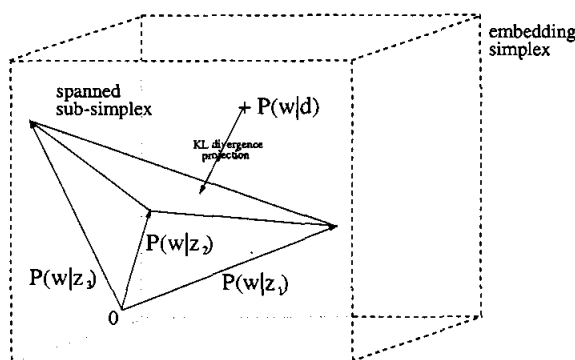 embedding
simplex
spanned
sub-simplex
P(w|d)
KL divergence
projection
P(w|z₂)
P(w|z₃)
P(w|z₁)
0